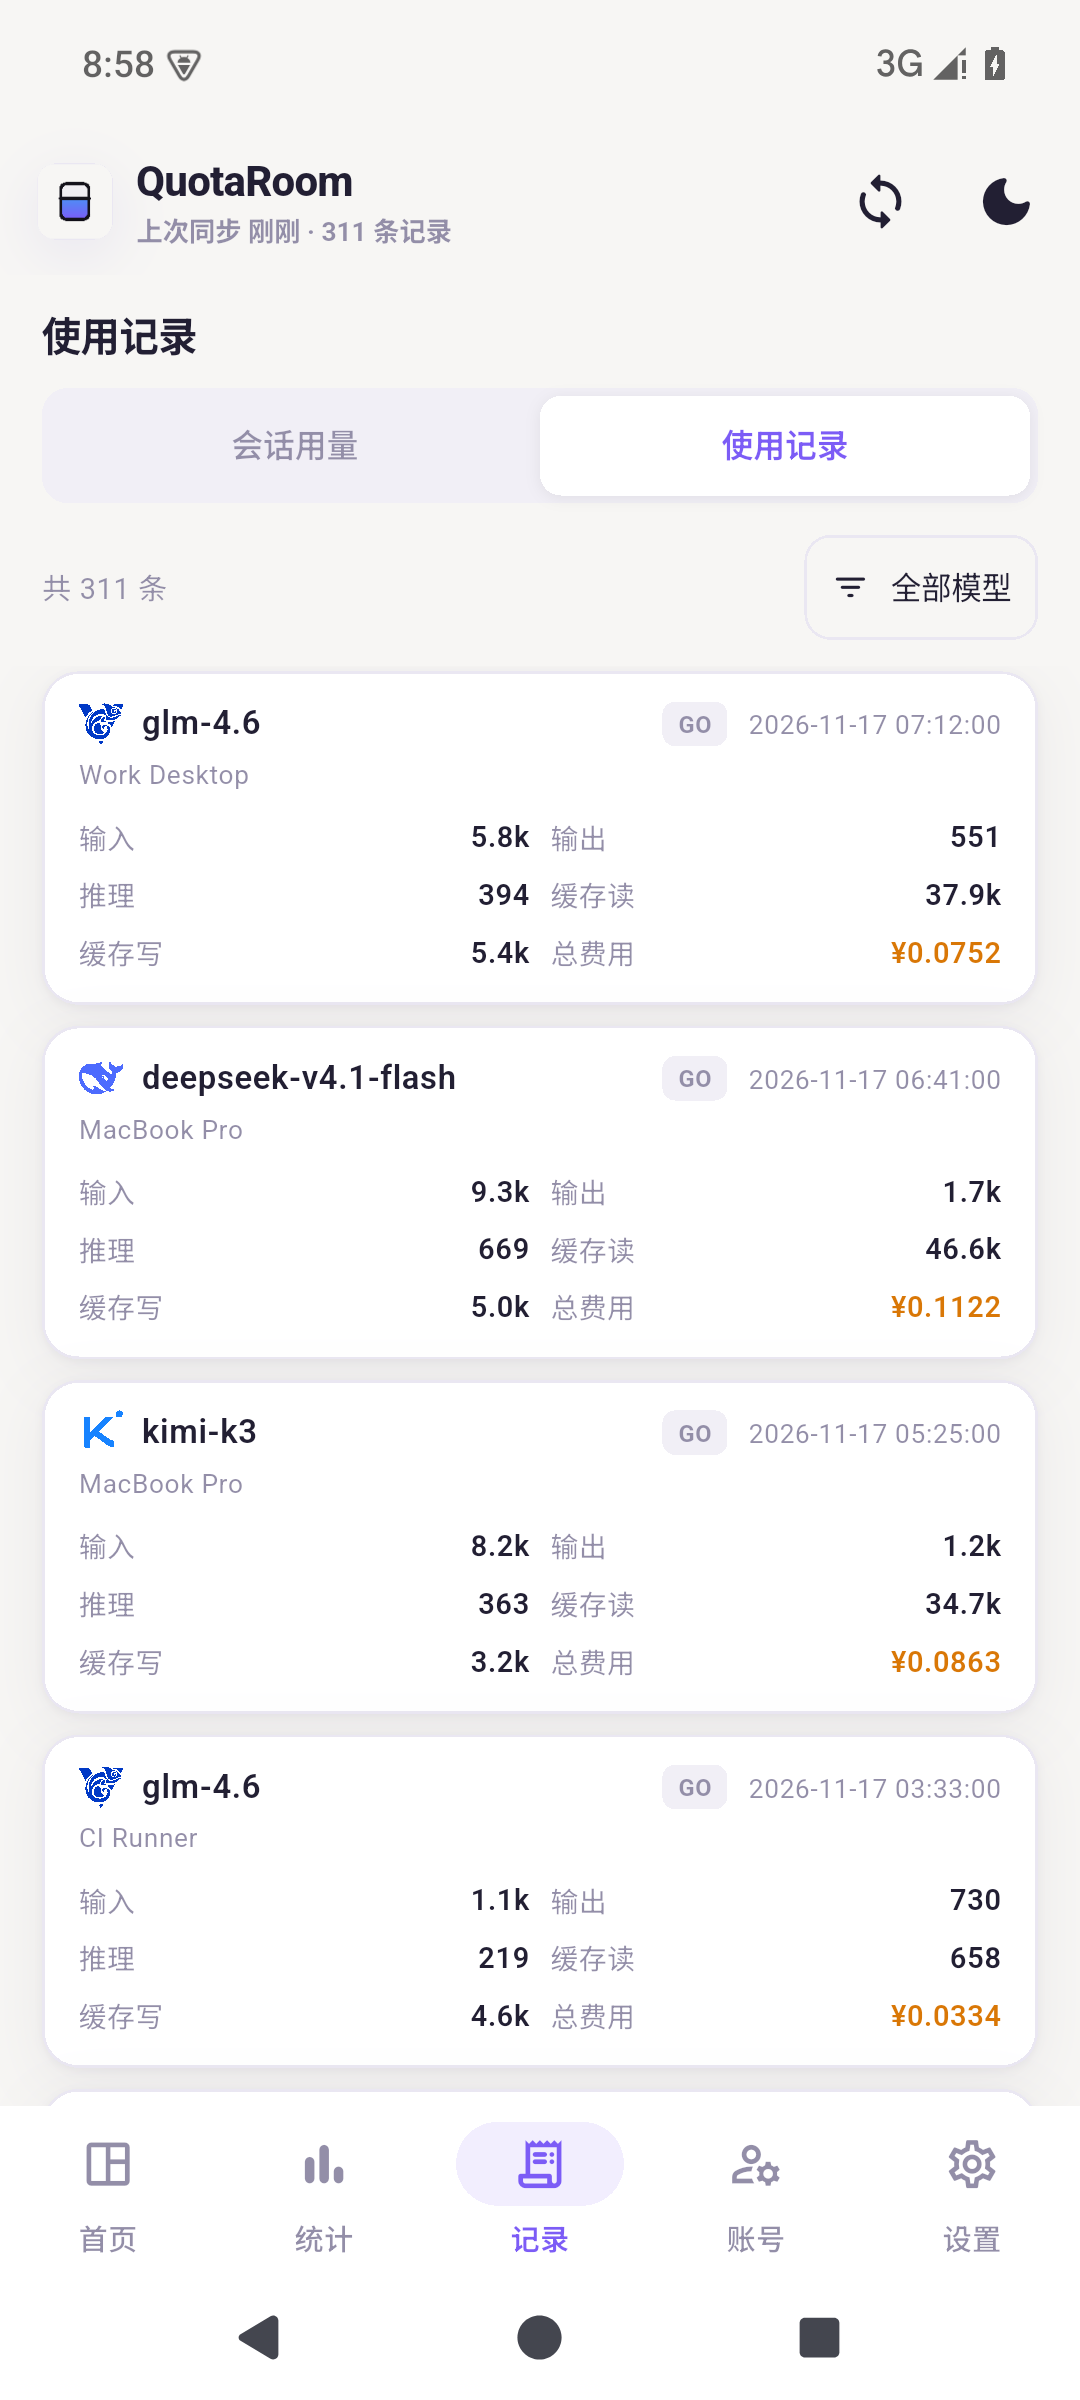 8:58 3G
QuotaRoom
上次同步 刚刚 · 311 条记录
使用记录
会话用量 使用记录
共 311 条 全部模型
glm-4.6 GO 2026-11-17 07:12:00
Work Desktop
输入 5.8k 输出 551
推理 394 缓存读 37.9k
缓存写 5.4k 总费用 ¥0.0752
deepseek-v4.1-flash GO 2026-11-17 06:41:00
MacBook Pro
输入 9.3k 输出 1.7k
推理 669 缓存读 46.6k
缓存写 5.0k 总费用 ¥0.1122
kimi-k3 GO 2026-11-17 05:25:00
MacBook Pro
输入 8.2k 输出 1.2k
推理 363 缓存读 34.7k
缓存写 3.2k 总费用 ¥0.0863
glm-4.6 GO 2026-11-17 03:33:00
CI Runner
输入 1.1k 输出 730
推理 219 缓存读 658
缓存写 4.6k 总费用 ¥0.0334
首页 统计 记录 账号 设置